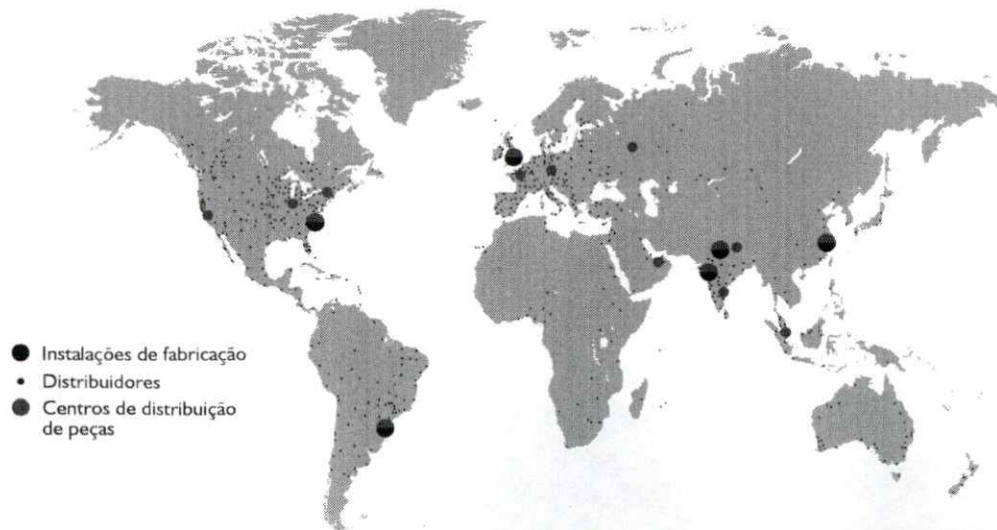 Instalações de fabricação
Distribuidores
Centros de distribuição
de peças